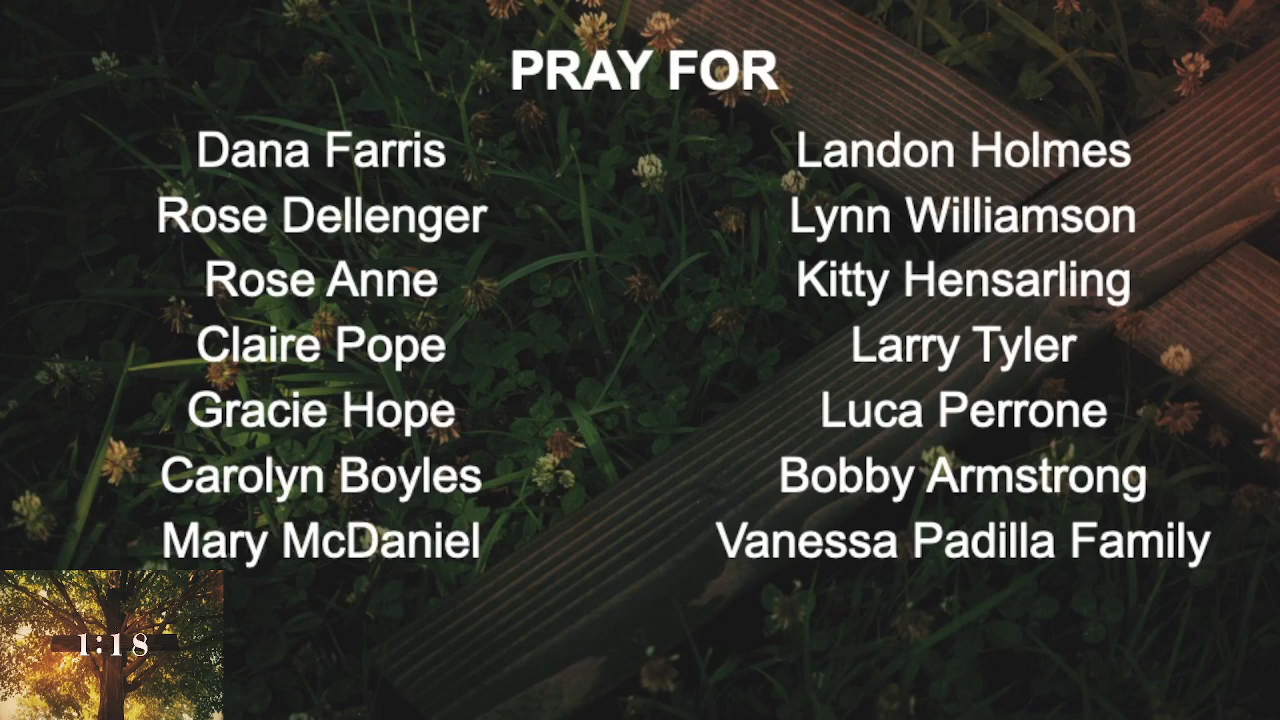 PRAY FOR
Dana Farris
Rose Dellenger
Rose Anne
Claire Pope
Gracie Hope
Carolyn Boyles
Mary McDaniel
Landon Holmes
Lynn Williamson
Kitty Hensarling
Larry Tyler
Luca Perrone
Bobby Armstrong
Vanessa Padilla Family
1:18